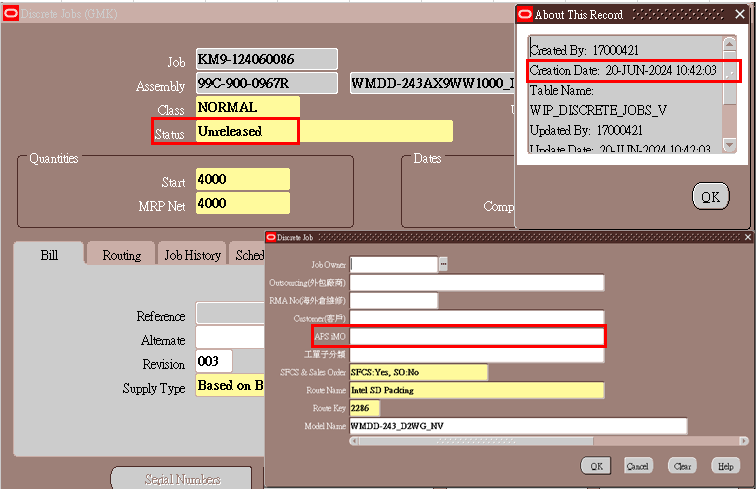 Discrete Jobs (GMK)
Job KM9-124060086
Assembly 99C-900-0967R WMDD-243AX9WW1000_I
Class NORMAL
Status Unreleased
Quantities
Start 4000
MRP Net 4000
Dates
Comp
Bill Routing Job History Sched
Reference
Alternate
Revision 003
Supply Type Based on B
Serial Numbers
About This Record
Created By: 17000421
Creation Date: 20-JUN-2024 10:42:03
Table Name:
WIP_DISCRETE_JOBS_V
Updated By: 17000421
Update Date: 20-JUN-2024 10:42:03
OK
Discrete Job
Job Owner
Outsourcing(外包廠商)
RMA No(海外倉維修)
Customer(客戶)
APS iMO
工單子分類
SFCS & Sales Order SFCS:Yes, SO:No
Route Name Intel SD Packing
Route Key 2286
Model Name WMDD-243_D2WG_NV
OK Cancel Clear Help